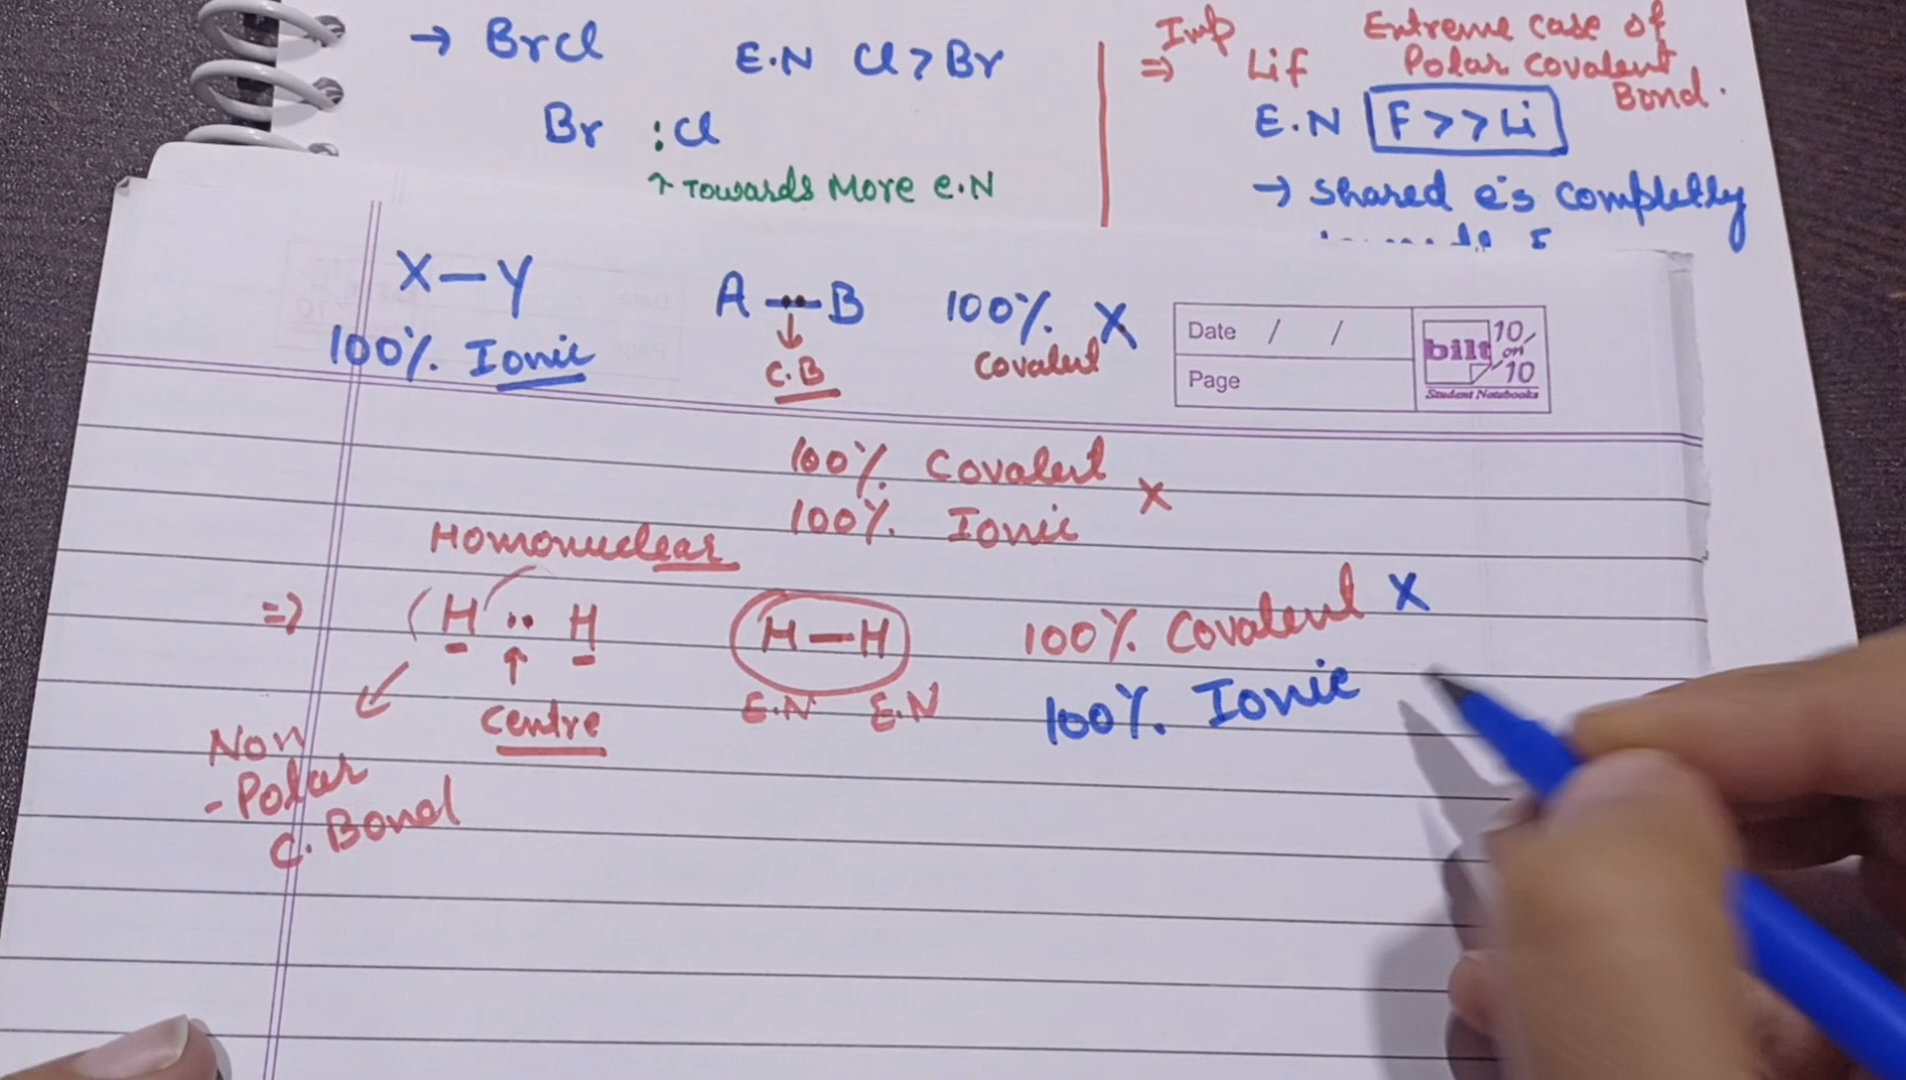 → BrCl
E.N Cl > Br
Br :Cl
↑ Towards More e.N
Imp
⇒ Lif
Extreme case of
Polar Covalent
Bond.
E.N F >> Li
→ Shared e's Completly
X—Y
100% Ionic
A—B
C.B
100% X
Covalent
Date / /
Page
bilt 10 on 10
Student Notebooks
100% Covalent
100% Ionic X
Homonuclear
=> (H •• H
↑
Centre
Non
-Polar
C. Bond
H—H
E.N E.N
100% Covalent X
100% Ionic